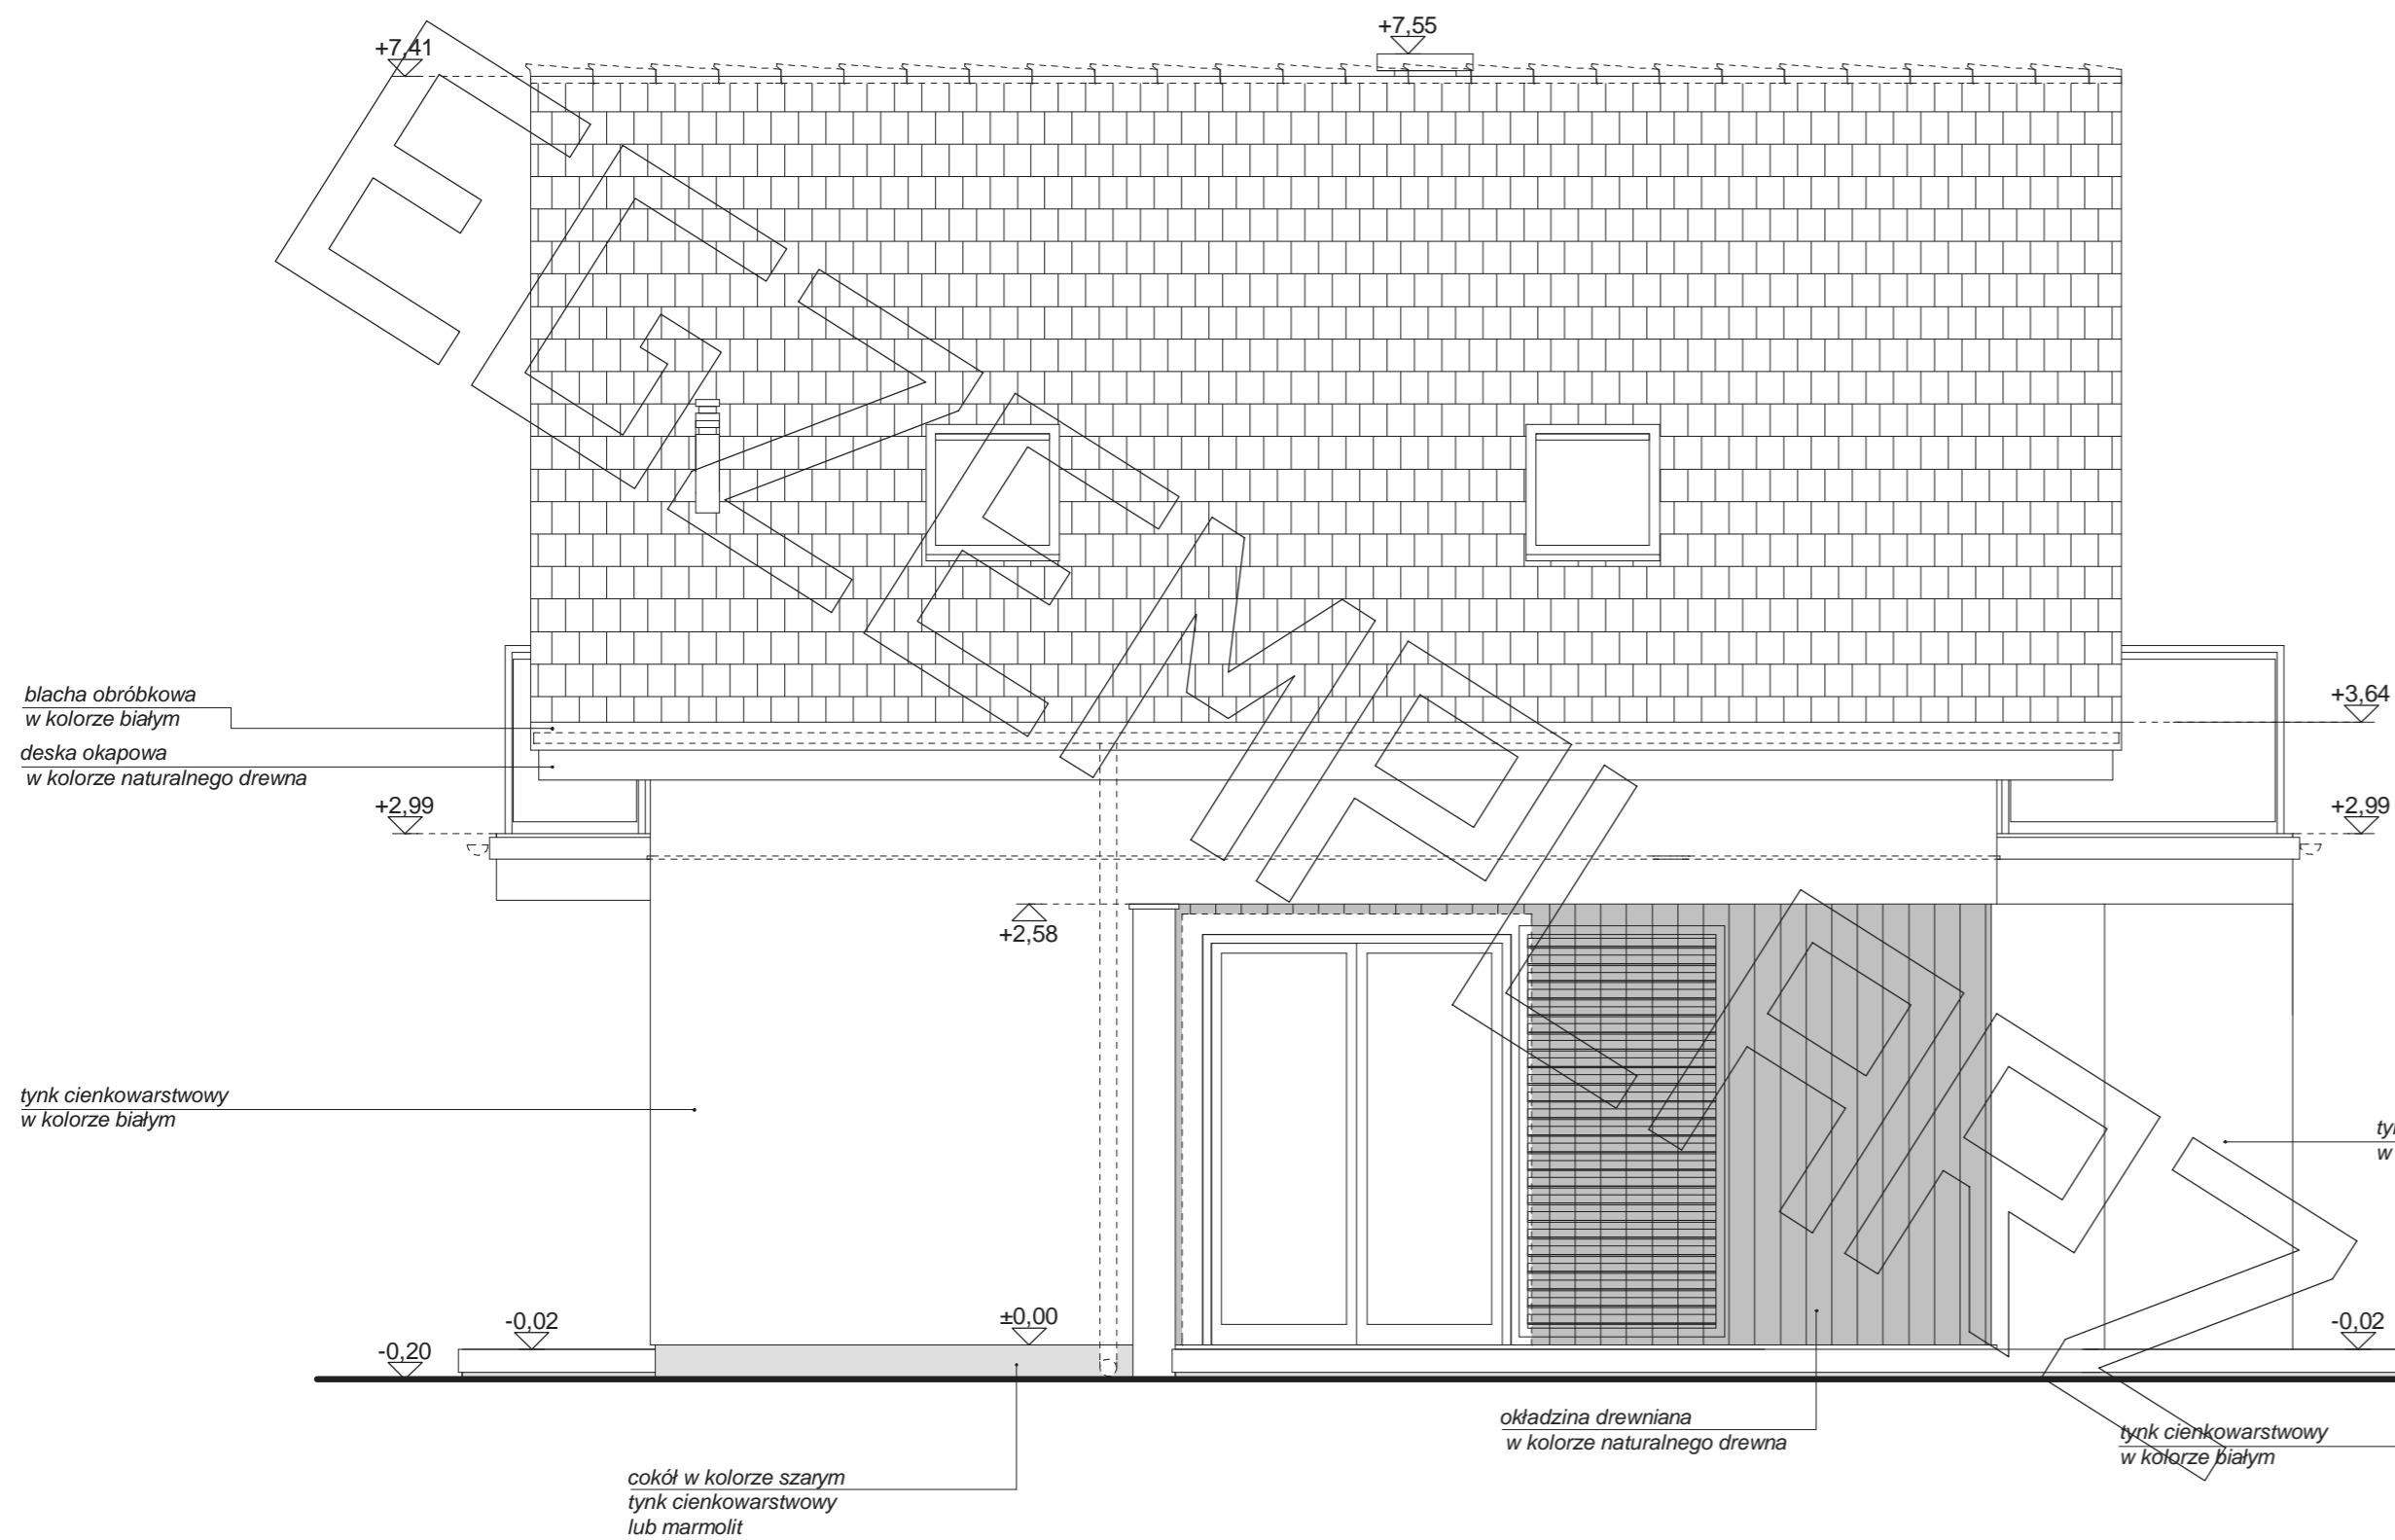 +7,41
+7,55
EGZEMPLARZ
blacha obróbkowa
w kolorze białym
+3,64
deska okapowa
w kolorze naturalnego drewna
+2,99
+2,99
+2,58
tynk cienkowarstwowy
w kolorze białym
w
-0,20
-0,02
±0,00
-0,02
okładzina drewniana
w kolorze naturalnego drewna
tynk cienkowarstwowy
w kolorze białym
cokół w kolorze szarym
tynk cienkowarstwowy
lub marmolit